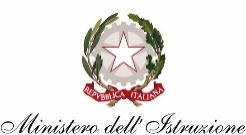 REPVBBLICA ITALIANA
Ministero dell' Istruzione